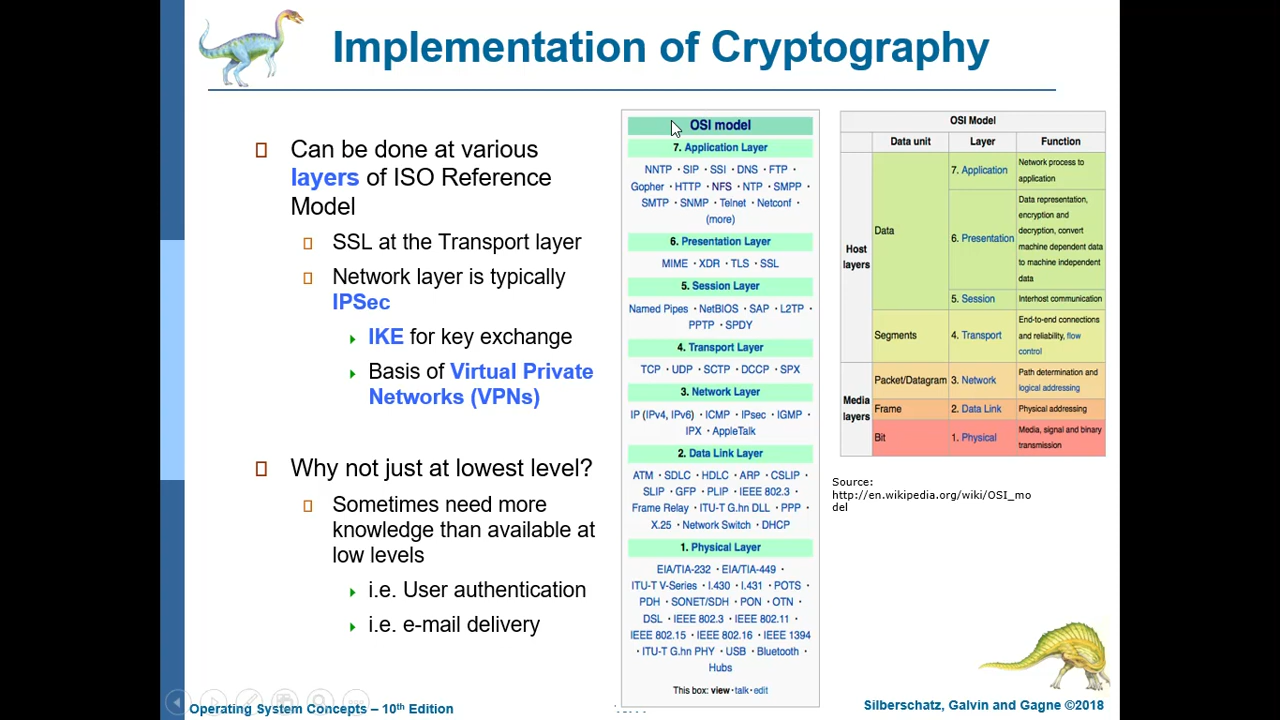 Implementation of Cryptography
Can be done at various
layers of ISO Reference
Model
SSL at the Transport layer
Network layer is typically
IPSec
IKE for key exchange
Basis of Virtual Private
Networks (VPNs)
Why not just at lowest level?
Sometimes need more
knowledge than available at
low levels
i.e. User authentication
i.e. e-mail delivery
OSI model
7. Application Layer
NNTP · SIP · SSI · DNS · FTP ·
Gopher · HTTP · NFS · NTP · SMPP ·
SMTP · SNMP · Telnet · Netconf ·
(more)
6. Presentation Layer
MIME · XDR · TLS · SSL
5. Session Layer
Named Pipes · NetBIOS · SAP · L2TP ·
PPTP · SPDY
4. Transport Layer
TCP · UDP · SCTP · DCCP · SPX
3. Network Layer
IP (IPv4, IPv6) · ICMP · IPsec · IGMP ·
IPX · AppleTalk
2. Data Link Layer
ATM · SDLC · HDLC · ARP · CSLIP ·
SLIP · GFP · PLIP · IEEE 802.3 ·
Frame Relay · ITU-T G.hn DLL · PPP ·
X.25 · Network Switch · DHCP
1. Physical Layer
EIA/TIA-232 · EIA/TIA-449 ·
ITU-T V-Series · I.430 · I.431 · POTS ·
PDH · SONET/SDH · PON · OTN ·
DSL · IEEE 802.3 · IEEE 802.11 ·
IEEE 802.15 · IEEE 802.16 · IEEE 1394
· ITU-T G.hn PHY · USB · Bluetooth ·
Hubs
This box: view · talk · edit
OSI Model
Data unit Layer Function
Host
layers
Data
7. Application
Network process to
application
6. Presentation
Data representation,
encryption and
decryption, convert
machine dependent data
to machine independent
data
5. Session
Interhost communication
Segments
4. Transport
End-to-end connections
and reliability, flow
control
Media
layers
Packet/Datagram
3. Network
Path determination and
logical addressing
Frame
2. Data Link
Physical addressing
Bit
1. Physical
Media, signal and binary
transmission
Source:
http://en.wikipedia.org/wiki/OSI_mo
del
Operating System Concepts – 10th Edition
Silberschatz, Galvin and Gagne ©2018